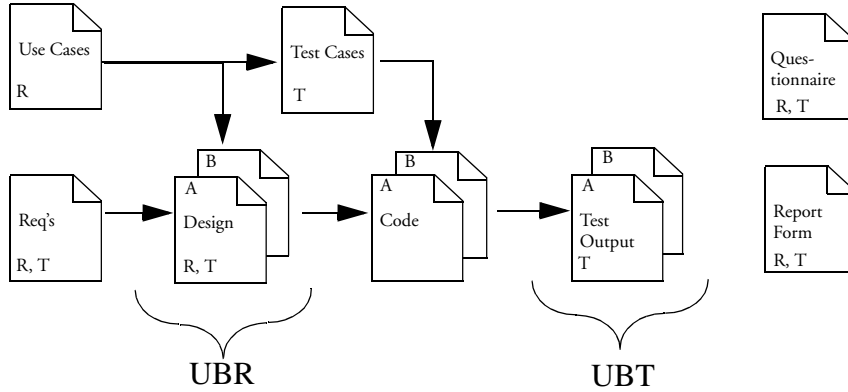 Use Cases
R
Test Cases
T
Ques-
tionnaire
R, T
B
A
Design
R, T
B
A
Code
B
A
Test
Output
T
Req's
R, T
Report
Form
R, T
UBR
UBT